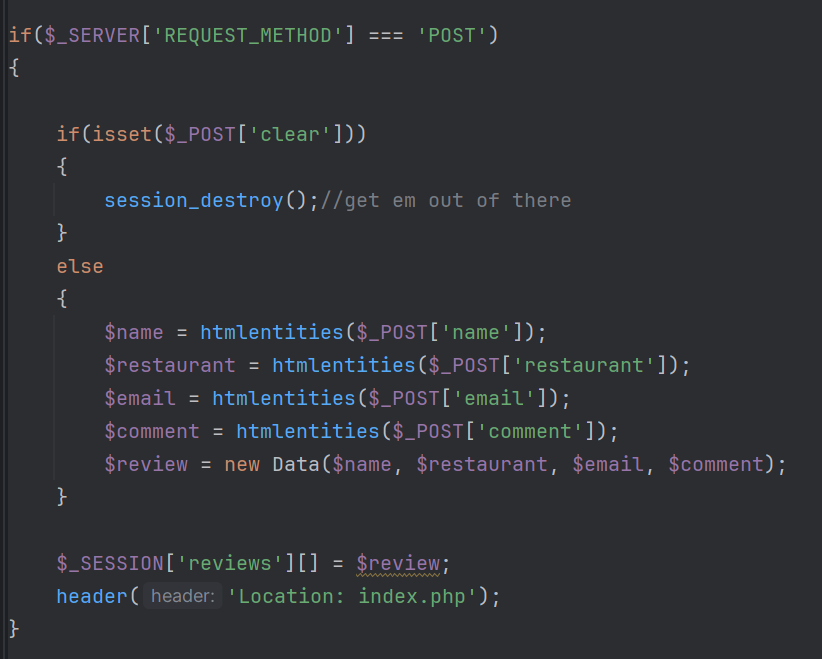 if($_SERVER['REQUEST_METHOD'] === 'POST')
{
if(isset($_POST['clear']))
{
session_destroy();//get em out of there
}
else
{
$name = htmlentities($_POST['name']);
$restaurant = htmlentities($_POST['restaurant']);
$email = htmlentities($_POST['email']);
$comment = htmlentities($_POST['comment']);
$review = new Data($name, $restaurant, $email, $comment);
}
$_SESSION['reviews'][] = $review;
header( header: 'Location: index.php');
}